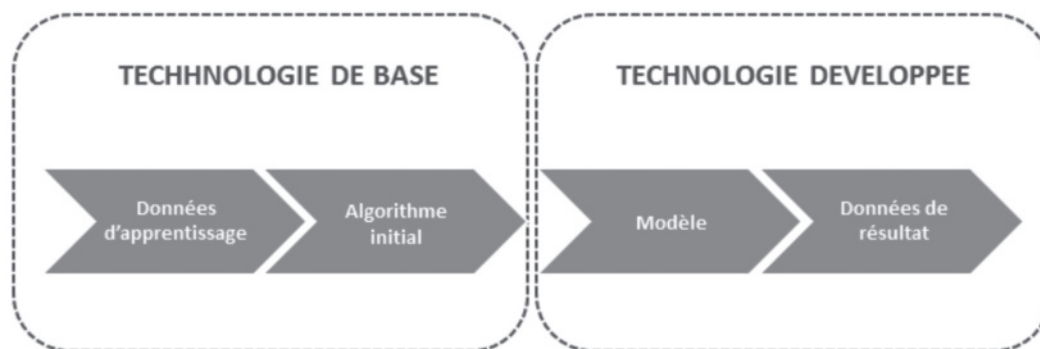 TECHHNOLOGIE DE BASE
TECHNOLOGIE DEVELOPPEE
Données
d'apprentissage
Algorithme
initial
Modèle
Données de
résultat